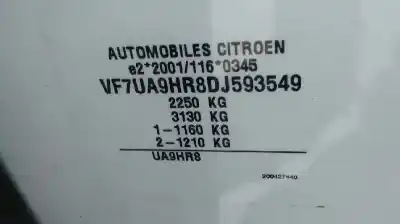 AUTOMOBILES CITROEN
e2*2001/116*0345
VF7UA9HR8DJ593549
2250 KG
3130 KG
1-1160 KG
2-1210 KG
UA9HR8